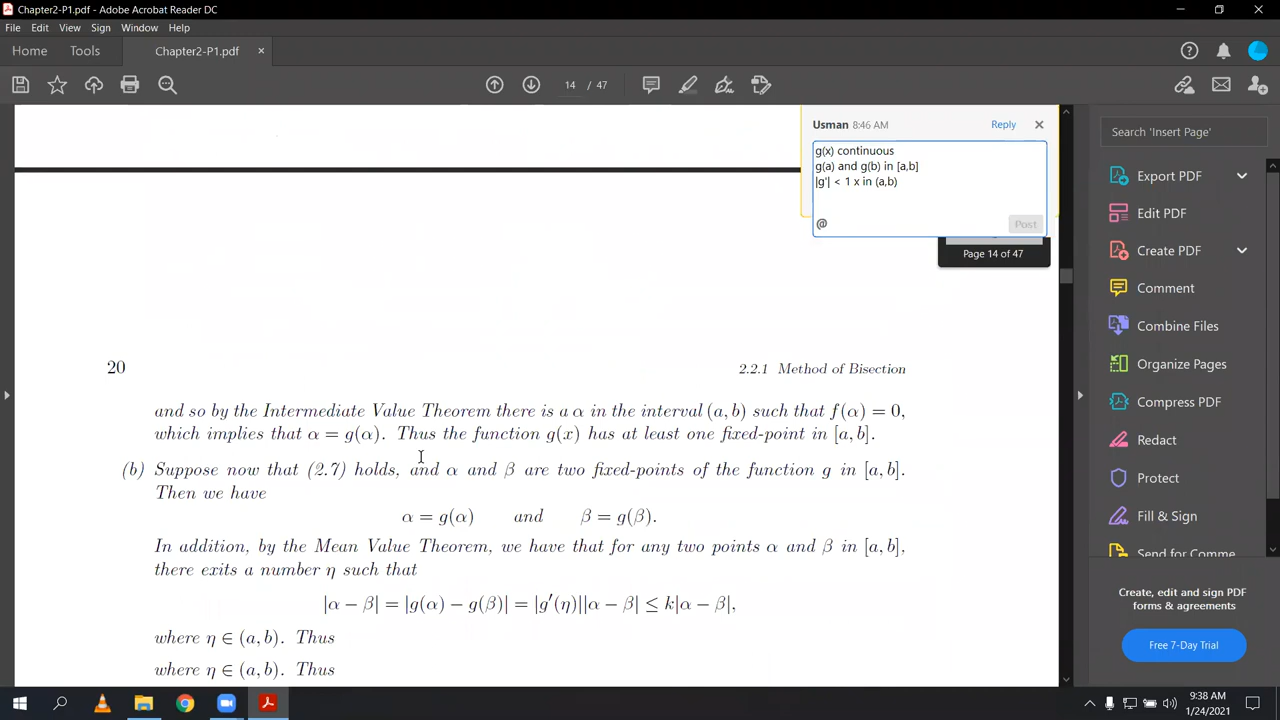 Chapter2-P1.pdf - Adobe Acrobat Reader DC
File Edit View Sign Window Help
Home Tools Chapter2-P1.pdf ×
14 / 47
Usman 8:46 AM Reply
g(x) continuous
g(a) and g(b) in [a,b]
|g'| < 1 x in (a,b)
@ Post
Page 14 of 47
20 2.2.1 Method of Bisection
and so by the Intermediate Value Theorem there is a α in the interval (a, b) such that f(α) = 0,
which implies that α = g(α). Thus the function g(x) has at least one fixed-point in [a, b].
(b) Suppose now that (2.7) holds, and α and β are two fixed-points of the function g in [a, b].
Then we have
α = g(α) and β = g(β).
In addition, by the Mean Value Theorem, we have that for any two points α and β in [a, b],
there exits a number η such that
|α − β| = |g(α) − g(β)| = |g′(η)||α − β| ≤ k|α − β|,
where η ∈ (a, b). Thus
where η ∈ (a, b). Thus
Search 'Insert Page'
Export PDF
Edit PDF
Create PDF
Comment
Combine Files
Organize Pages
Compress PDF
Redact
Protect
Fill & Sign
Send for Comme
Create, edit and sign PDF
forms & agreements
Free 7-Day Trial
9:38 AM
1/24/2021